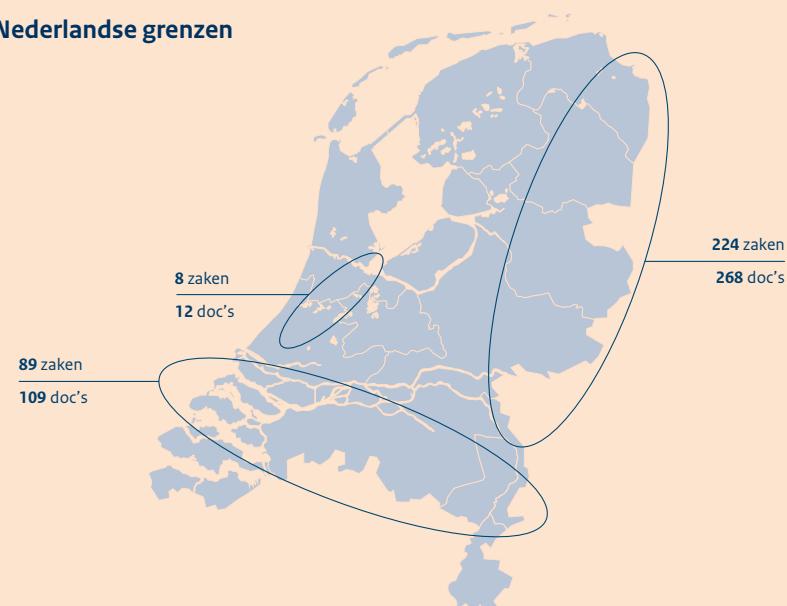 Nederlandse grenzen
224 zaken
268 doc's
8 zaken
12 doc's
89 zaken
109 doc's